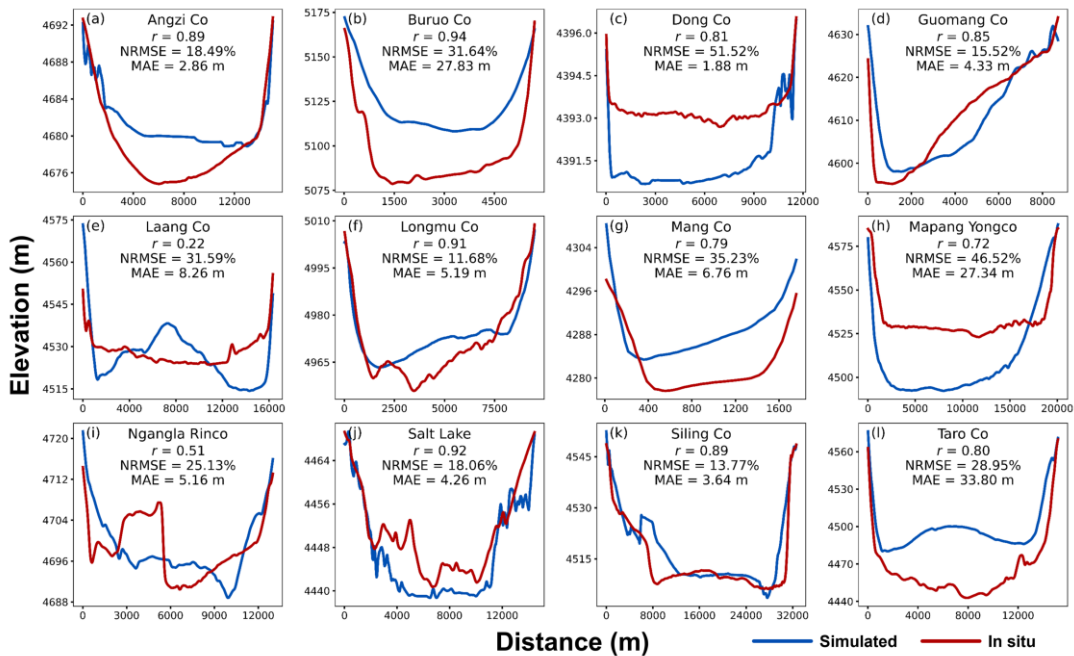 (a) Angzi Co
r = 0.89
NRMSE = 18.49%
MAE = 2.86 m
4692
4688
4684
4680
4676
0 4000 8000 12000
(b) Buruo Co
r = 0.94
NRMSE = 31.64%
MAE = 27.83 m
5175
5150
5125
5100
5075
0 1500 3000 4500
(c) Dong Co
r = 0.81
NRMSE = 51.52%
MAE = 1.88 m
4396.0
4394.5
4393.0
4391.5
0 3000 6000 9000 12000
(d) Guomang Co
r = 0.85
NRMSE = 15.52%
MAE = 4.33 m
4630
4620
4610
4600
0 2000 4000 6000 8000
(e) Laang Co
r = 0.22
NRMSE = 31.59%
MAE = 8.26 m
4575
4560
4545
4530
4515
0 4000 8000 12000 16000
(f) Longmu Co
r = 0.91
NRMSE = 11.68%
MAE = 5.19 m
5010
4995
4980
4965
0 2500 5000 7500
(g) Mang Co
r = 0.79
NRMSE = 35.23%
MAE = 6.76 m
4304
4296
4288
4280
0 400 800 1200 1600
(h) Mapang Yongco
r = 0.72
NRMSE = 46.52%
MAE = 27.34 m
4575
4550
4525
4500
0 5000 10000 15000 20000
(i) Ngangla Rinco
r = 0.51
NRMSE = 25.13%
MAE = 5.16 m
4720
4712
4704
4696
4688
0 3000 6000 9000 12000
(j) Salt Lake
r = 0.92
NRMSE = 18.06%
MAE = 4.26 m
4464
4456
4448
4440
0 4000 8000 12000
(k) Siling Co
r = 0.89
NRMSE = 13.77%
MAE = 3.64 m
4545
4530
4515
0 8000 16000 24000 32000
(l) Taro Co
r = 0.80
NRMSE = 28.95%
MAE = 33.80 m
4560
4500
4470
4440
0 4000 8000 12000
Elevation (m)
Distance (m)
Simulated
In situ